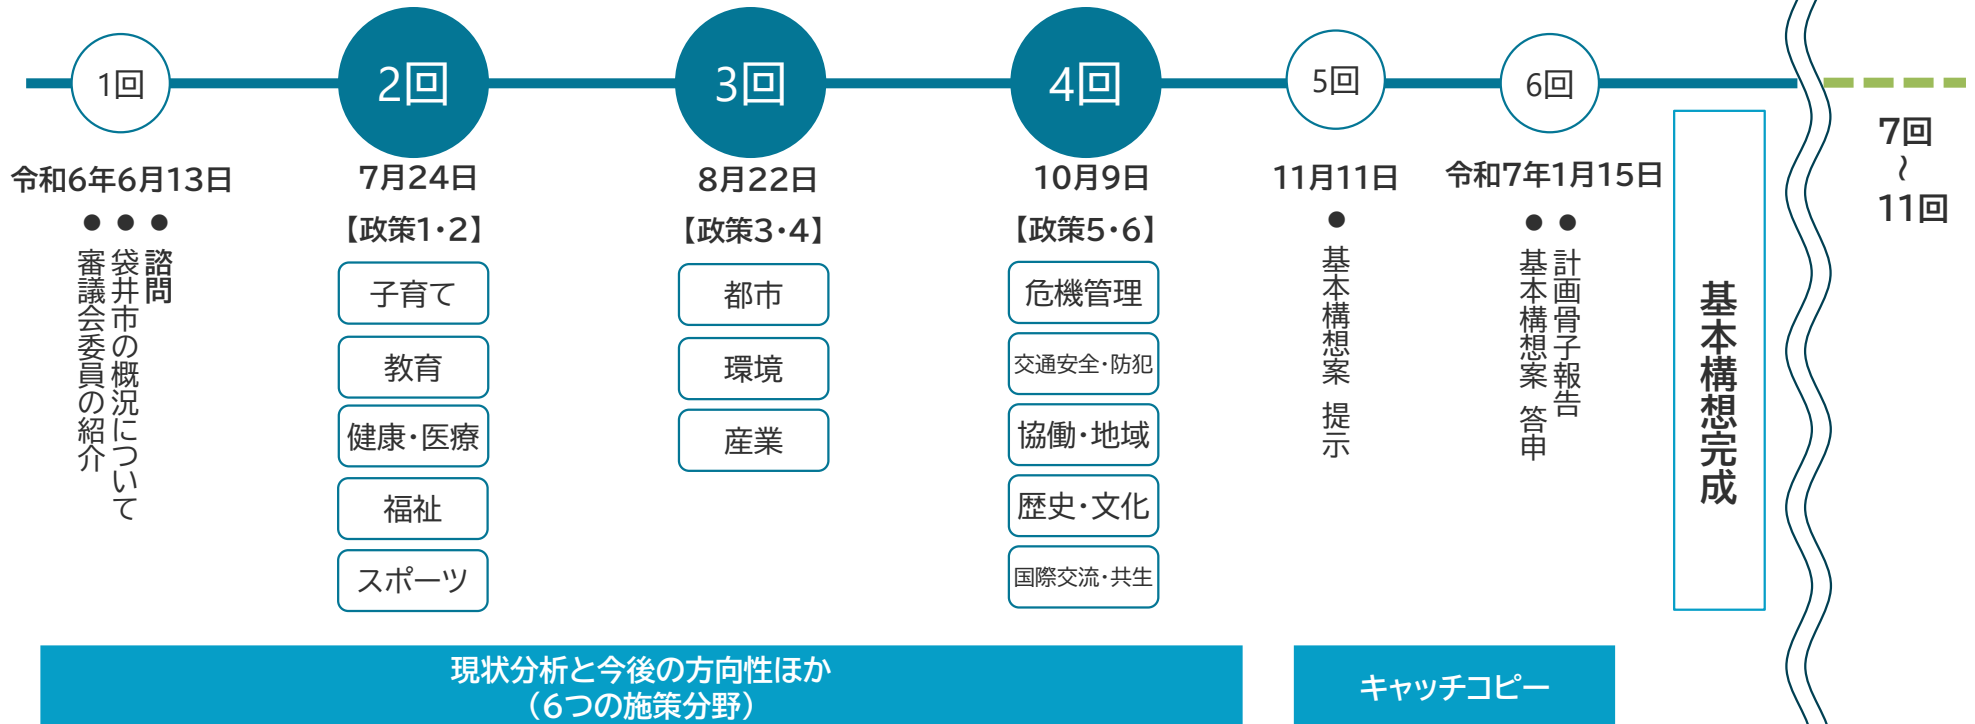 1回
令和6年6月13日
●諮問
●袋井市の概況について
●審議会委員の紹介
2回
7月24日
【政策1・2】
子育て
教育
健康・医療
福祉
スポーツ
3回
8月22日
【政策3・4】
都市
環境
産業
4回
10月9日
【政策5・6】
危機管理
交通安全・防犯
協働・地域
歴史・文化
国際交流・共生
5回
11月11日
●基本構想案 提示
6回
令和7年1月15日
●計画骨子報告
●基本構想案 答申
基本構想完成
7回
~
11回
現状分析と今後の方向性ほか
（6つの施策分野）
キャッチコピー